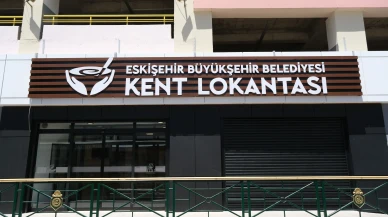 ESKİŞEHİR BÜYÜKŞEHİR BELEDİYESİ
KENT LOKANTASI